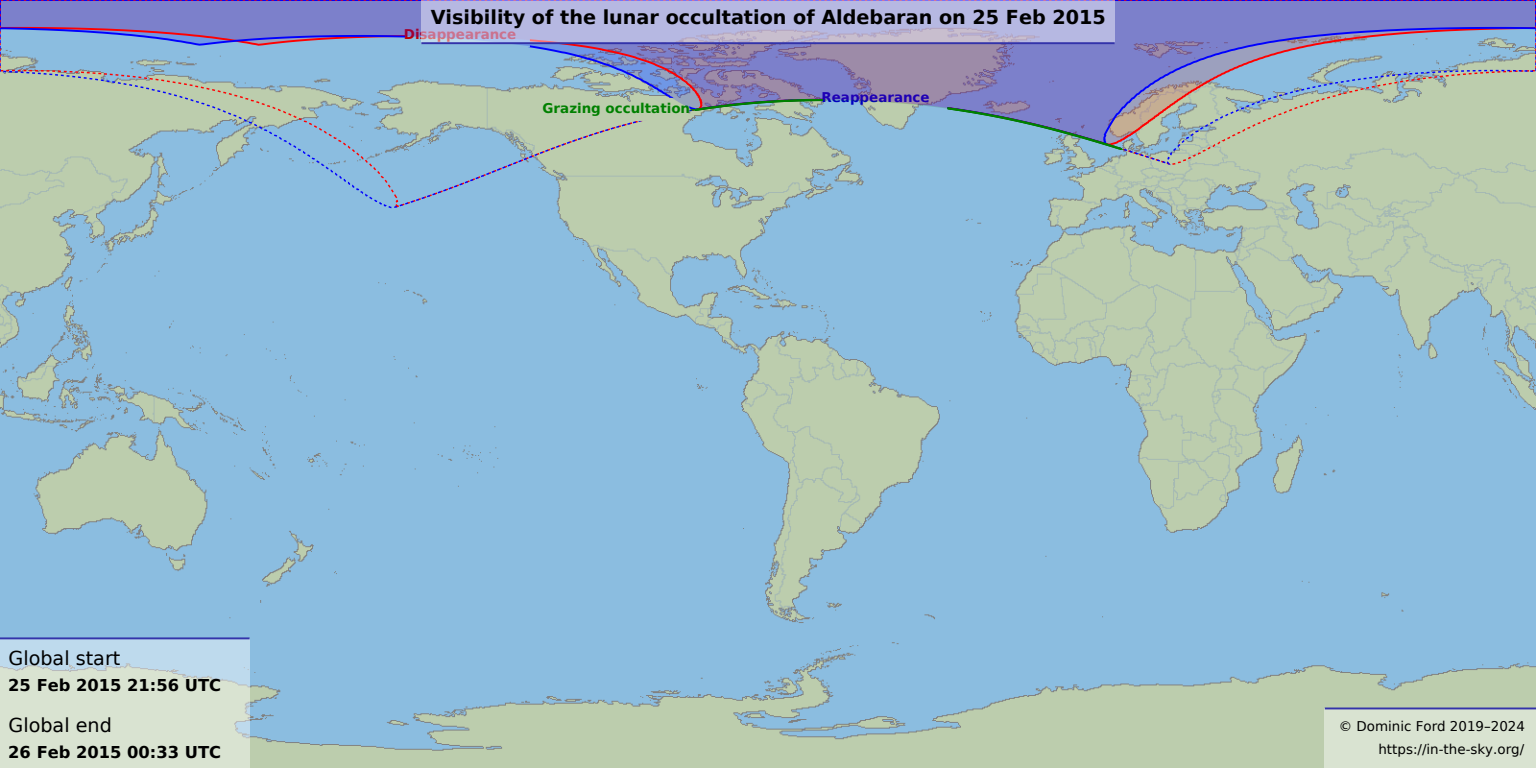 Visibility of the lunar occultation of Aldebaran on 25 Feb 2015
Disappearance
Reappearance
Grazing occultation
Global start
25 Feb 2015 21:56 UTC
Global end
26 Feb 2015 00:33 UTC
© Dominic Ford 2019–2024
https://in-the-sky.org/